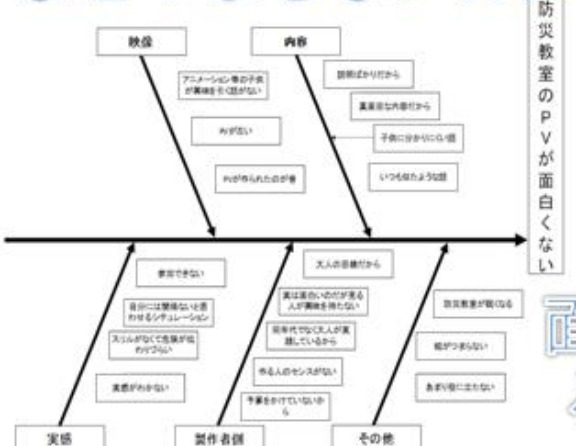 防災教室のPVが面白くない
映像
内容
アニメーション等の子供
が興味を引く話がない
PVが古い
PVが作られたのが昔
説明ばかりだから
真面目な内容だから
子供に分かりにくい話
いつも似たような話
参加できない
自分には関係ないと思
わせるシチュレーション
スリルがなくて危険が伝
わりづらい
実感がわかない
大人の目線だから
実は面白いのだが見る
人が興味を持たない
同年代でなく大人が実
践しているから
作る人のセンスがない
予算をかけていないか
ら
防災教室が眠くなる
絵がつまらない
あまり役に立たない
実感
製作者側
その他